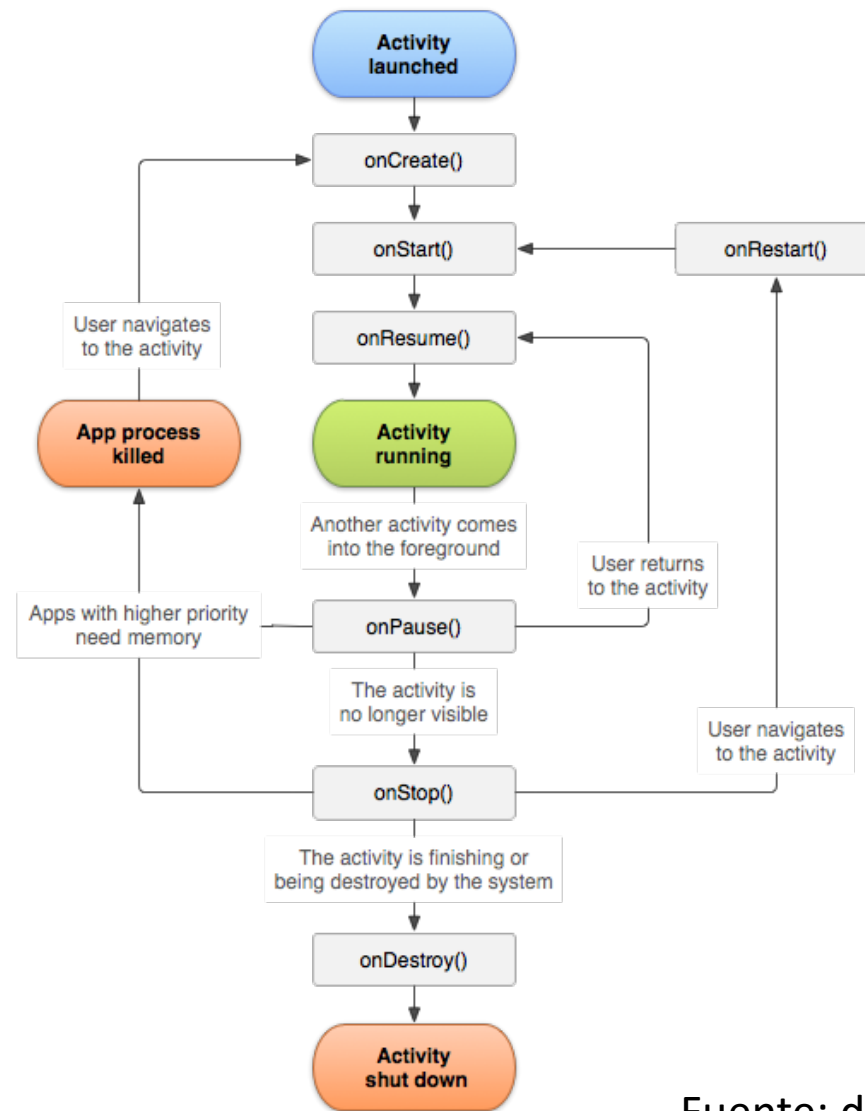 Activity
launched
onCreate()
onStart()
onRestart()
User navigates
to the activity
onResume()
App process
killed
Activity
running
Another activity comes
into the foreground
User returns
to the activity
Apps with higher priority
need memory
onPause()
The activity is
no longer visible
User navigates
to the activity
onStop()
The activity is finishing or
being destroyed by the system
onDestroy()
Activity
shut down
Fuente: d